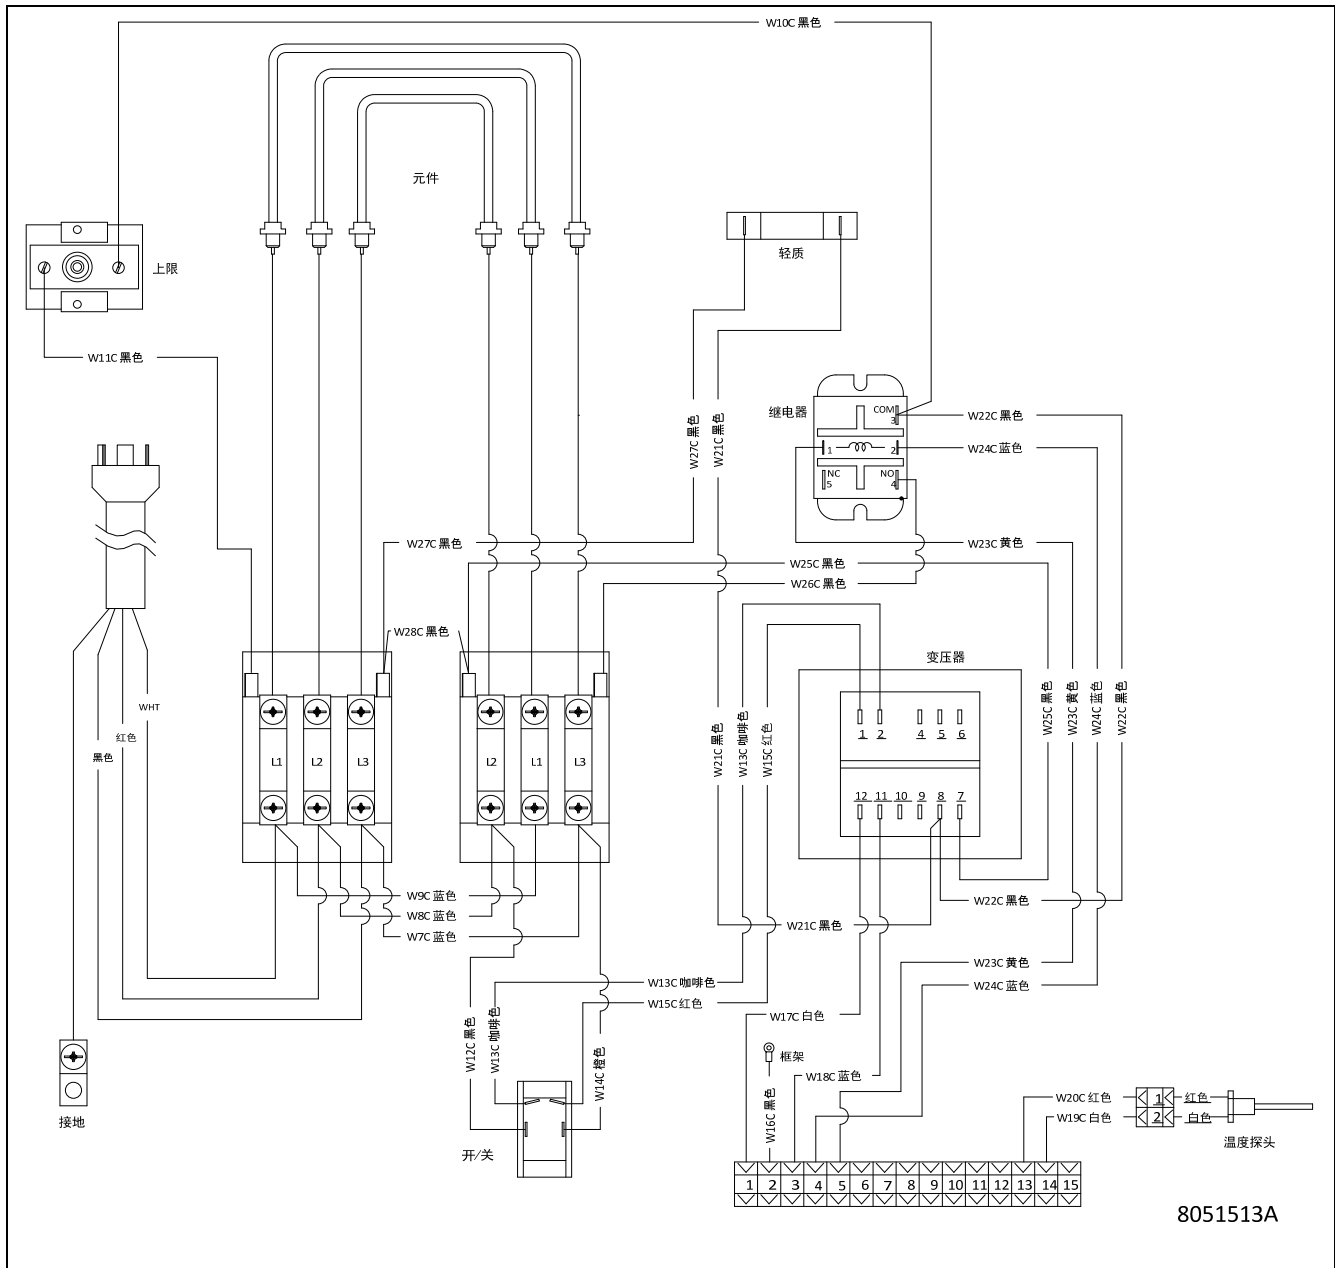 W10C 黑色
元件
上限
轻质
W11C 黑色
继电器
COM
3
1
2
NC
5
NO
4
W22C 黑色
W24C 蓝色
W27C 黑色
W21C 黑色
W27C 黑色
W23C 黄色
W25C 黑色
W26C 黑色
W28C 黑色
变压器
WHT
红色
黑色
L1
L2
L3
L2
L1
L3
W21C 黑色
W13C 咖啡色
W15C 红色
1 2 4 5 6
12 11 10 9 8 7
W25C 黑色
W23C 黄色
W24C 蓝色
W22C 黑色
W9C 蓝色
W8C 蓝色
W7C 蓝色
W22C 黑色
W21C 黑色
W23C 黄色
W24C 蓝色
W13C 咖啡色
W15C 红色
W17C 白色
W12C 黑色
W13C 咖啡色
W14C 橙色
框架
W18C 蓝色
W16C 黑色
接地
开/关
W20C 红色
1
红色
W19C 白色
2
白色
温度探头
1 2 3 4 5 6 7 8 9 10 11 12 13 14 15
8051513A